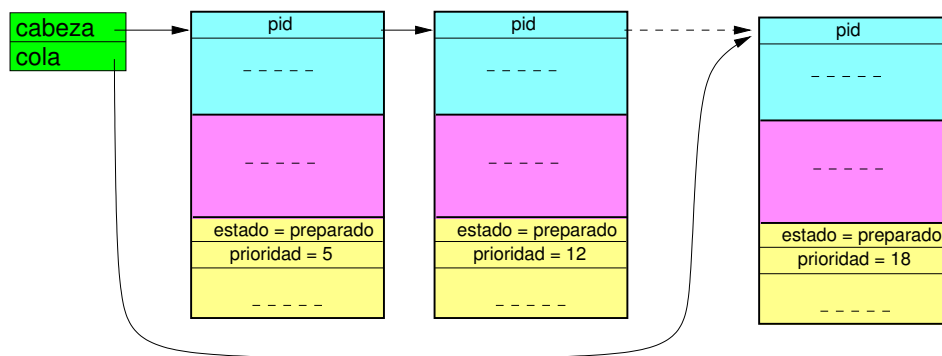 cabeza
cola
pid
pid
pid
estado = preparado
prioridad = 5
estado = preparado
prioridad = 12
estado = preparado
prioridad = 18